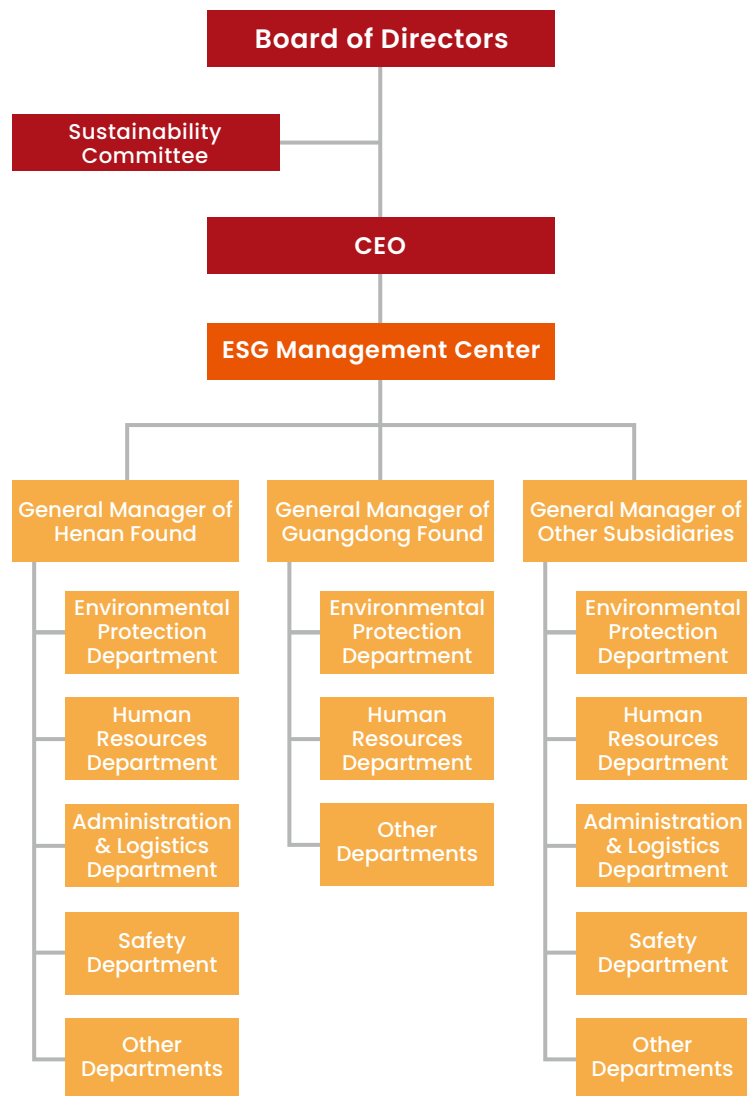 Board of Directors
Sustainability
Committee
CEO
ESG Management Center
General Manager of
Henan Found
Environmental
Protection
Department
Human
Resources
Department
Administration
& Logistics
Department
Safety
Department
Other
Departments
General Manager of
Guangdong Found
Environmental
Protection
Department
Human
Resources
Department
Other
Departments
General Manager of
Other Subsidiaries
Environmental
Protection
Department
Human
Resources
Department
Administration
& Logistics
Department
Safety
Department
Other
Departments